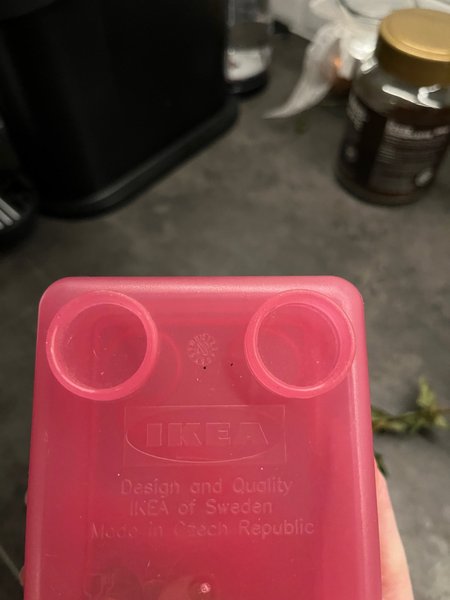 IKEA
Design and Quality
IKEA of Sweden
Made in Czech Republic